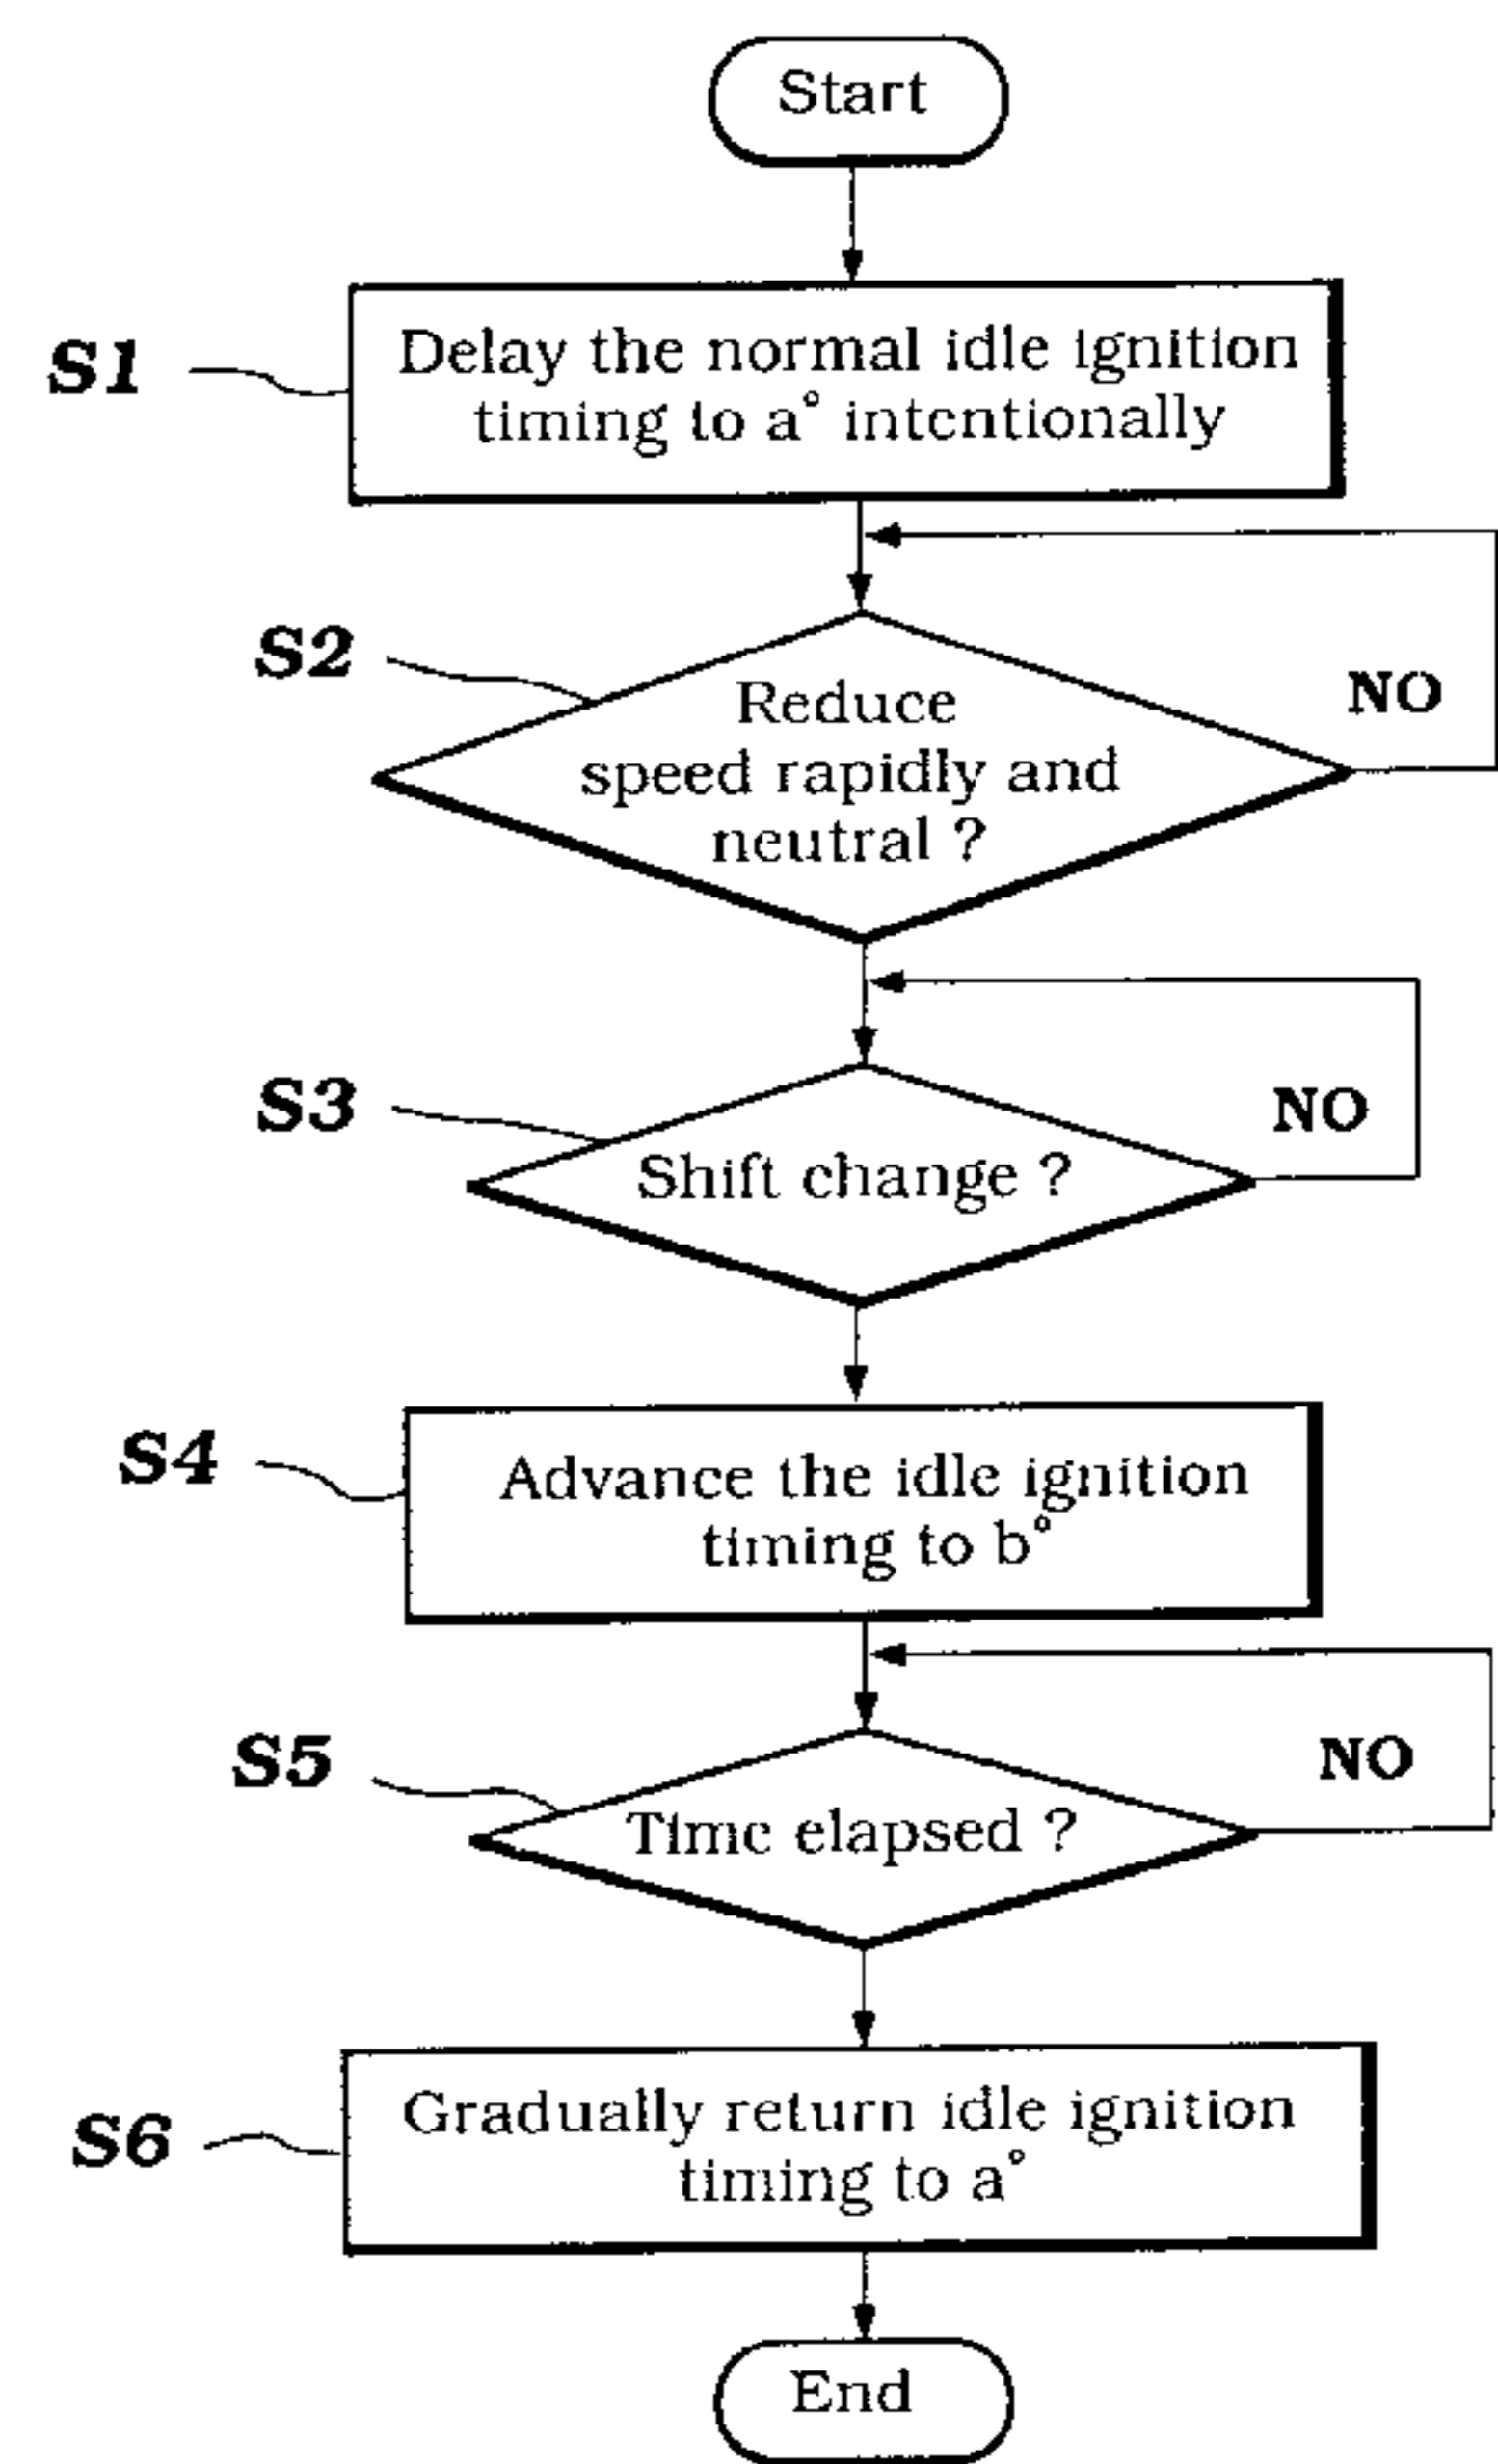 Start
S1
Delay the normal idle ignition
timing to a° intentionally
S2
Reduce
speed rapidly and
neutral ?
NO
S3
Shift change ?
NO
S4
Advance the idle ignition
timing to b°
S5
Time elapsed ?
NO
S6
Gradually return idle ignition
timing to a°
End